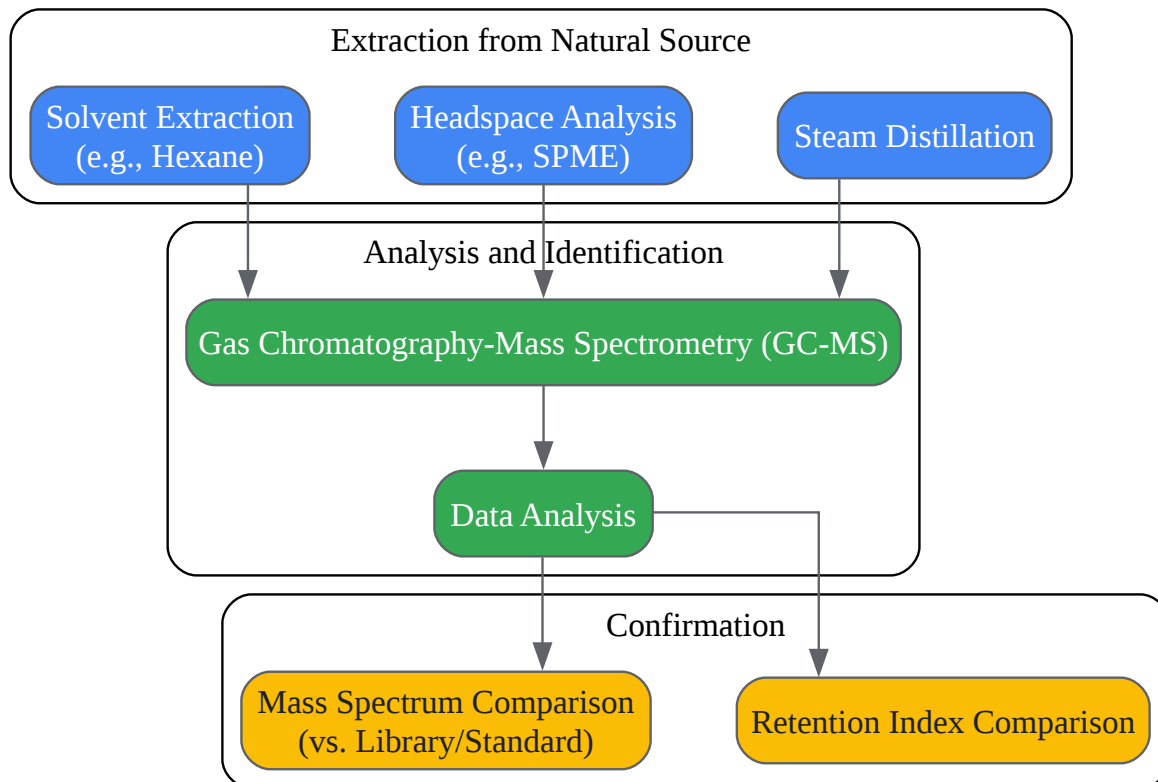 Extraction from Natural Source
Solvent Extraction
(e.g., Hexane)
Headspace Analysis
(e.g., SPME)
Steam Distillation
Analysis and Identification
Gas Chromatography-Mass Spectrometry (GC-MS)
Data Analysis
Confirmation
Mass Spectrum Comparison
(vs. Library/Standard)
Retention Index Comparison